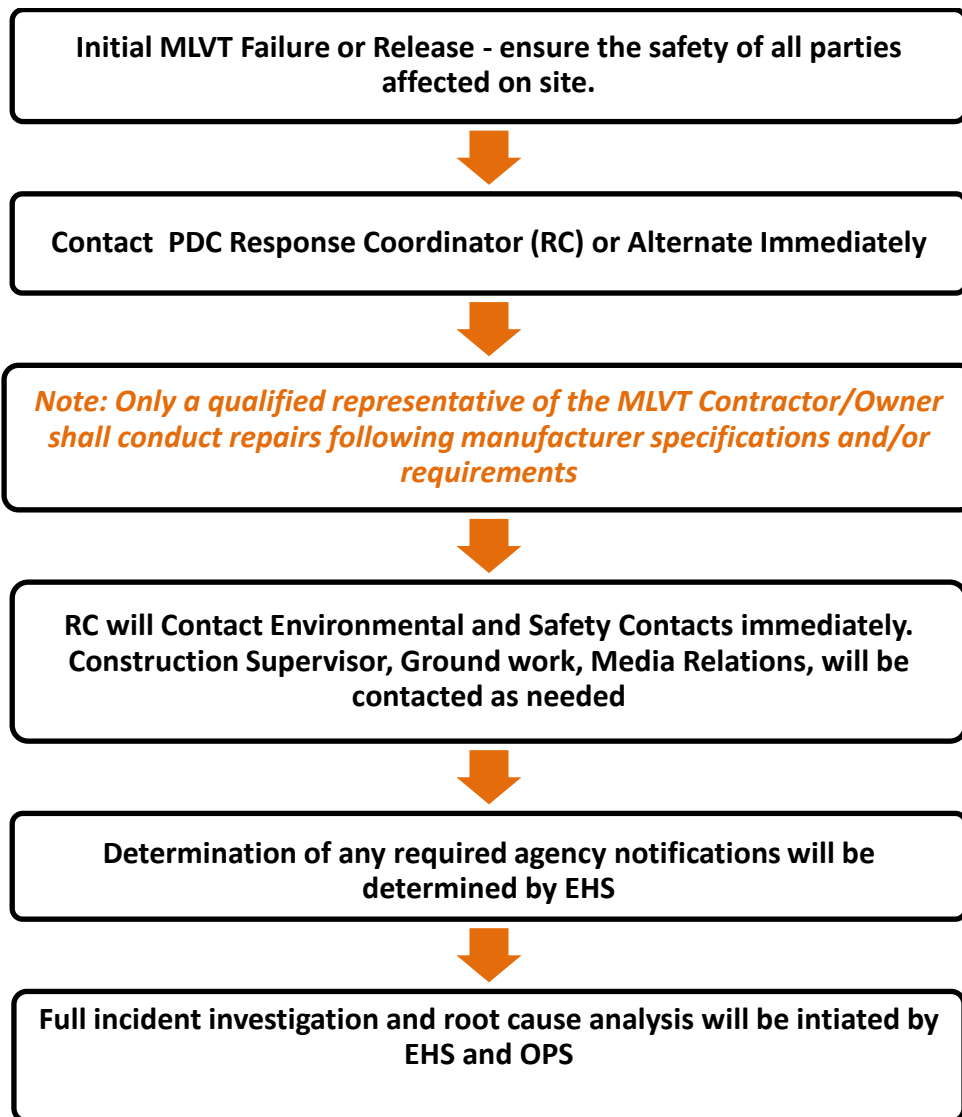 Initial MLVT Failure or Release - ensure the safety of all parties
affected on site.
Contact  PDC Response Coordinator (RC) or Alternate Immediately
Note: Only a qualified representative of the MLVT Contractor/Owner
shall conduct repairs following manufacturer specifications and/or
requirements
RC will Contact Environmental and Safety Contacts immediately.
Construction Supervisor, Ground work, Media Relations, will be
contacted as needed
Determination of any required agency notifications will be
determined by EHS
Full incident investigation and root cause analysis will be intiated by
EHS and OPS